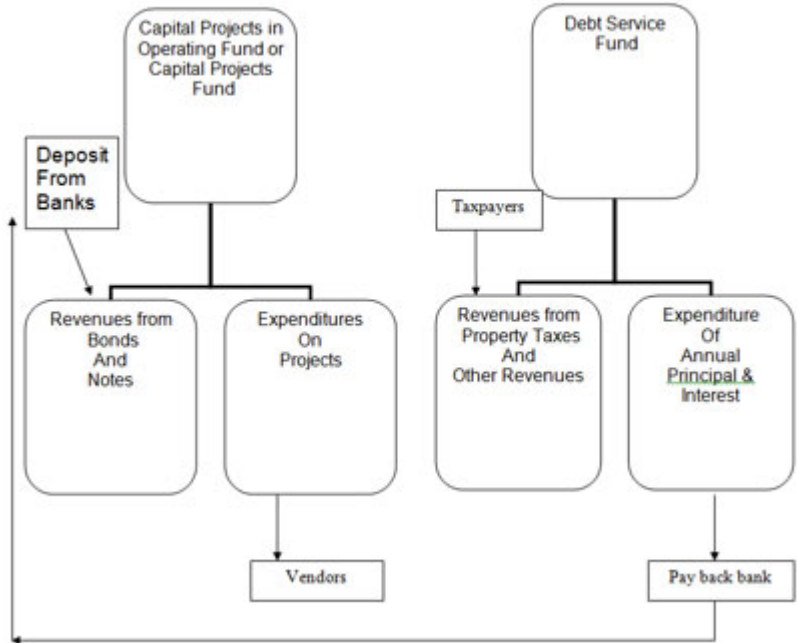 Capital Projects in
Operating Fund or
Capital Projects
Fund
Debt Service
Fund
Deposit
From
Banks
Taxpayers
Revenues from
Bonds
And
Notes
Expenditures
On
Projects
Revenues from
Property Taxes
And
Other Revenues
Expenditure
Of
Annual
Principal &
Interest
Vendors
Pay back bank